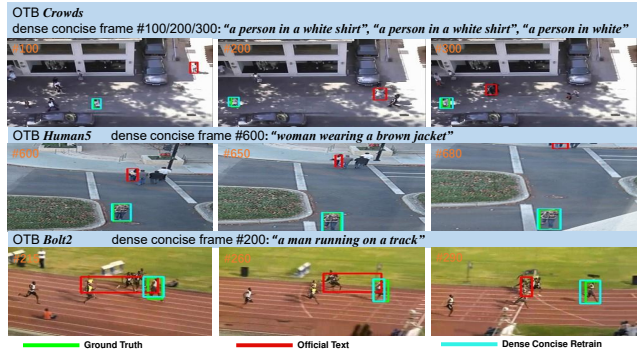 OTB Crowds
dense concise frame #100/200/300: “a person in a white shirt”, “a person in a white shirt”, “a person in white”
#100
#200
#300
OTB Human5 dense concise frame #600: “woman wearing a brown jacket”
#600
#650
#680
OTB Bolt2 dense concise frame #200: “a man running on a track”
Ground Truth
Official Text
Dense Concise Retrain